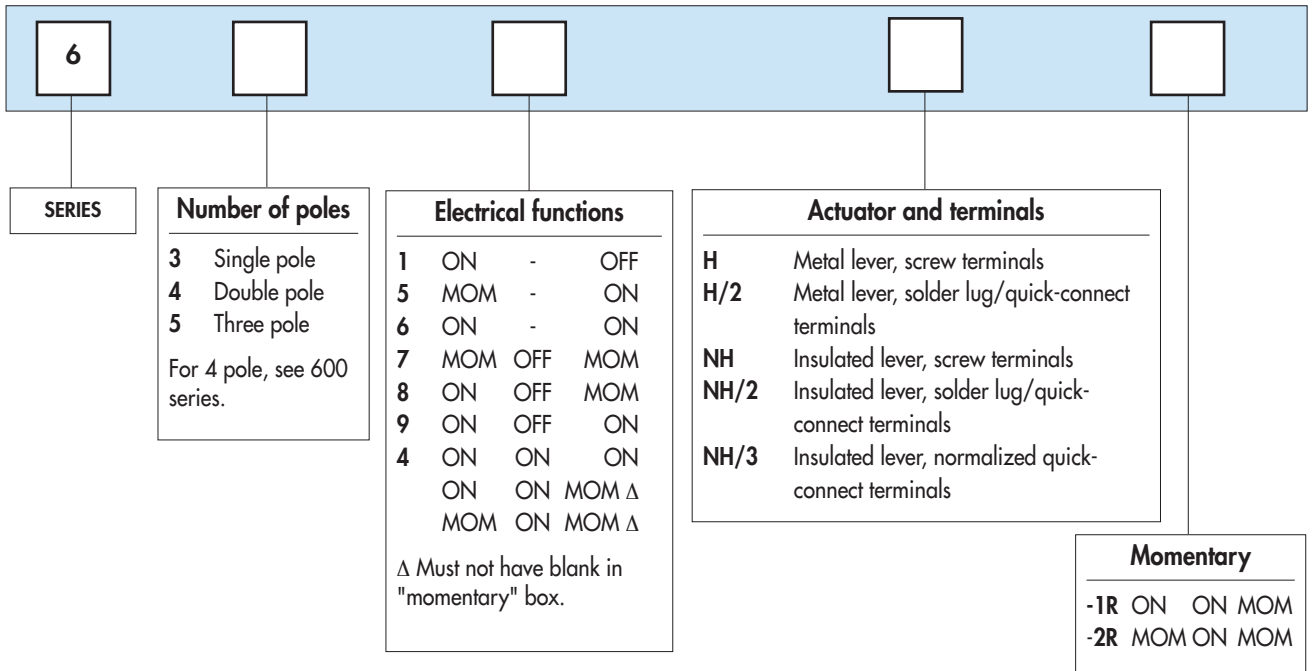 6
SERIES
Number of poles
3 Single pole
4 Double pole
5 Three pole
For 4 pole, see 600
series.
Electrical functions
1 ON - OFF
5 MOM - ON
6 ON - ON
7 MOM OFF MOM
8 ON OFF MOM
9 ON OFF ON
4 ON ON ON
ON ON MOM Δ
MOM ON MOM Δ
Δ Must not have blank in
"momentary" box.
Actuator and terminals
H Metal lever, screw terminals
H/2 Metal lever, solder lug/quick-connect
terminals
NH Insulated lever, screw terminals
NH/2 Insulated lever, solder lug/quick-
connect terminals
NH/3 Insulated lever, normalized quick-
connect terminals
Momentary
-1R ON ON MOM
-2R MOM ON MOM